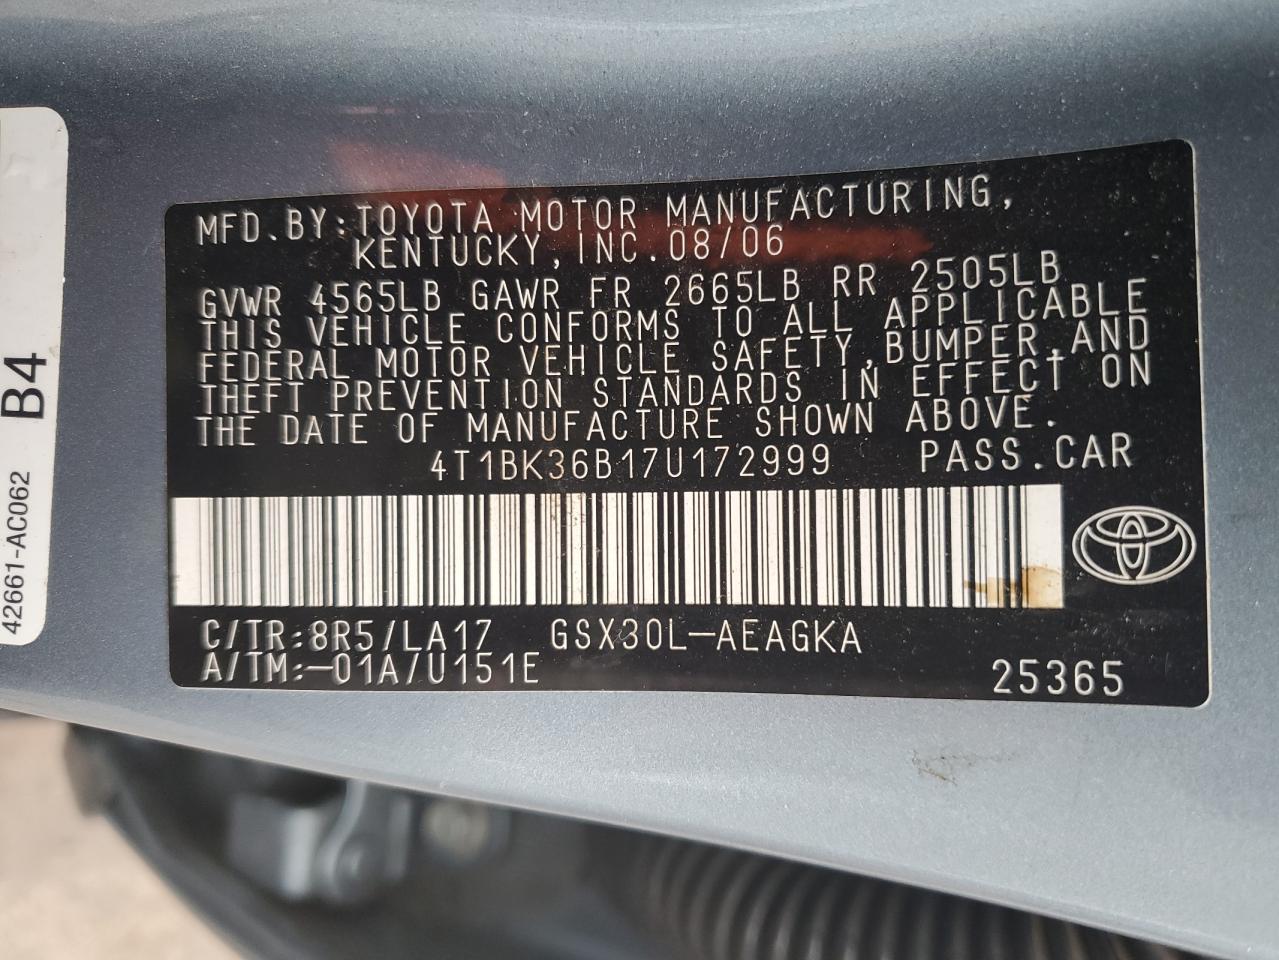 MFD.BY:TOYOTA MOTOR MANUFACTURING,
KENTUCKY,INC.08/06
GVWR 4565LB GAWR FR 2665LB RR 2505LB
THIS VEHICLE CONFORMS TO ALL APPLICABLE
FEDERAL MOTOR VEHICLE SAFETY,BUMPER,AND
THEFT PREVENTION STANDARDS IN EFFECT ON
THE DATE OF MANUFACTURE SHOWN ABOVE.
4T1BK36B17U172999 PASS.CAR
C/TR:8R5/LA17 GSX30L-AEAGKA
A/TM:-01A/U151E
25365
42661-AC062 B4